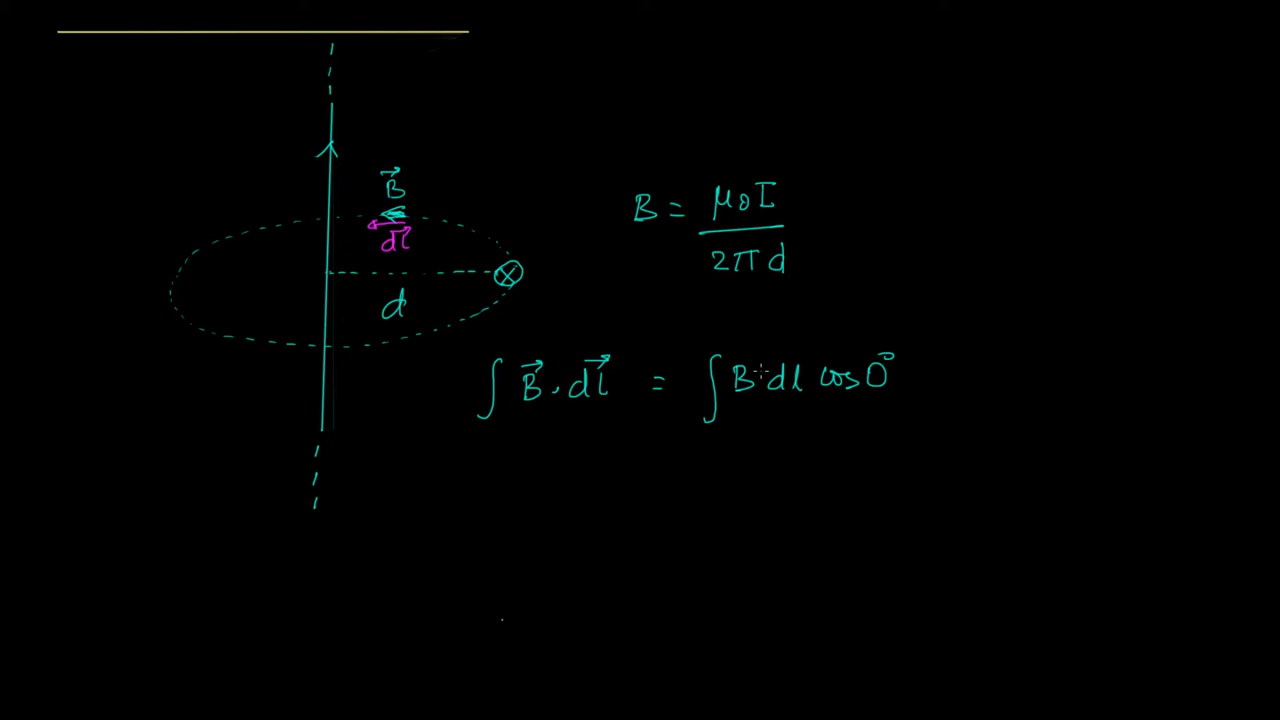 B⃗
dl⃗
d
B = μ0I / 2πd
∫ B⃗ . dl⃗ = ∫ B dl cos 0°